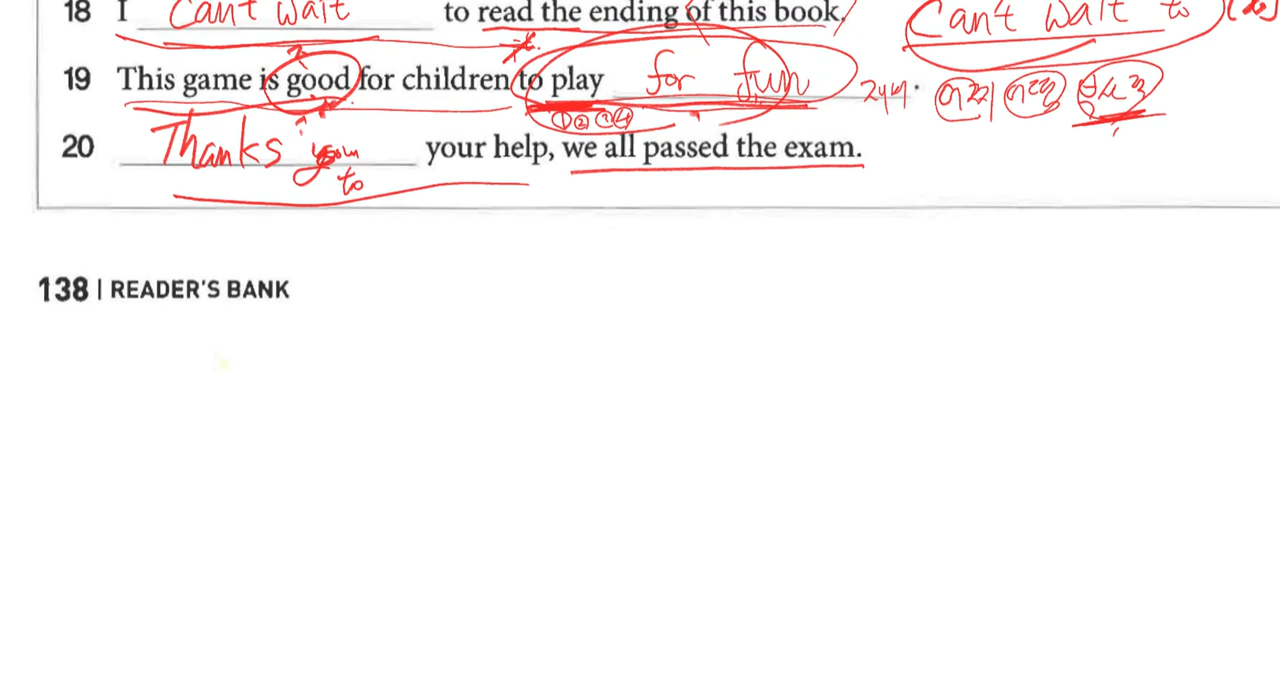 18 I can't wait to read the ending of this book. Can't wait to
19 This game is good for children to play for fun
①②③④
20 Thanks to your help, we all passed the exam.
138 | READER'S BANK